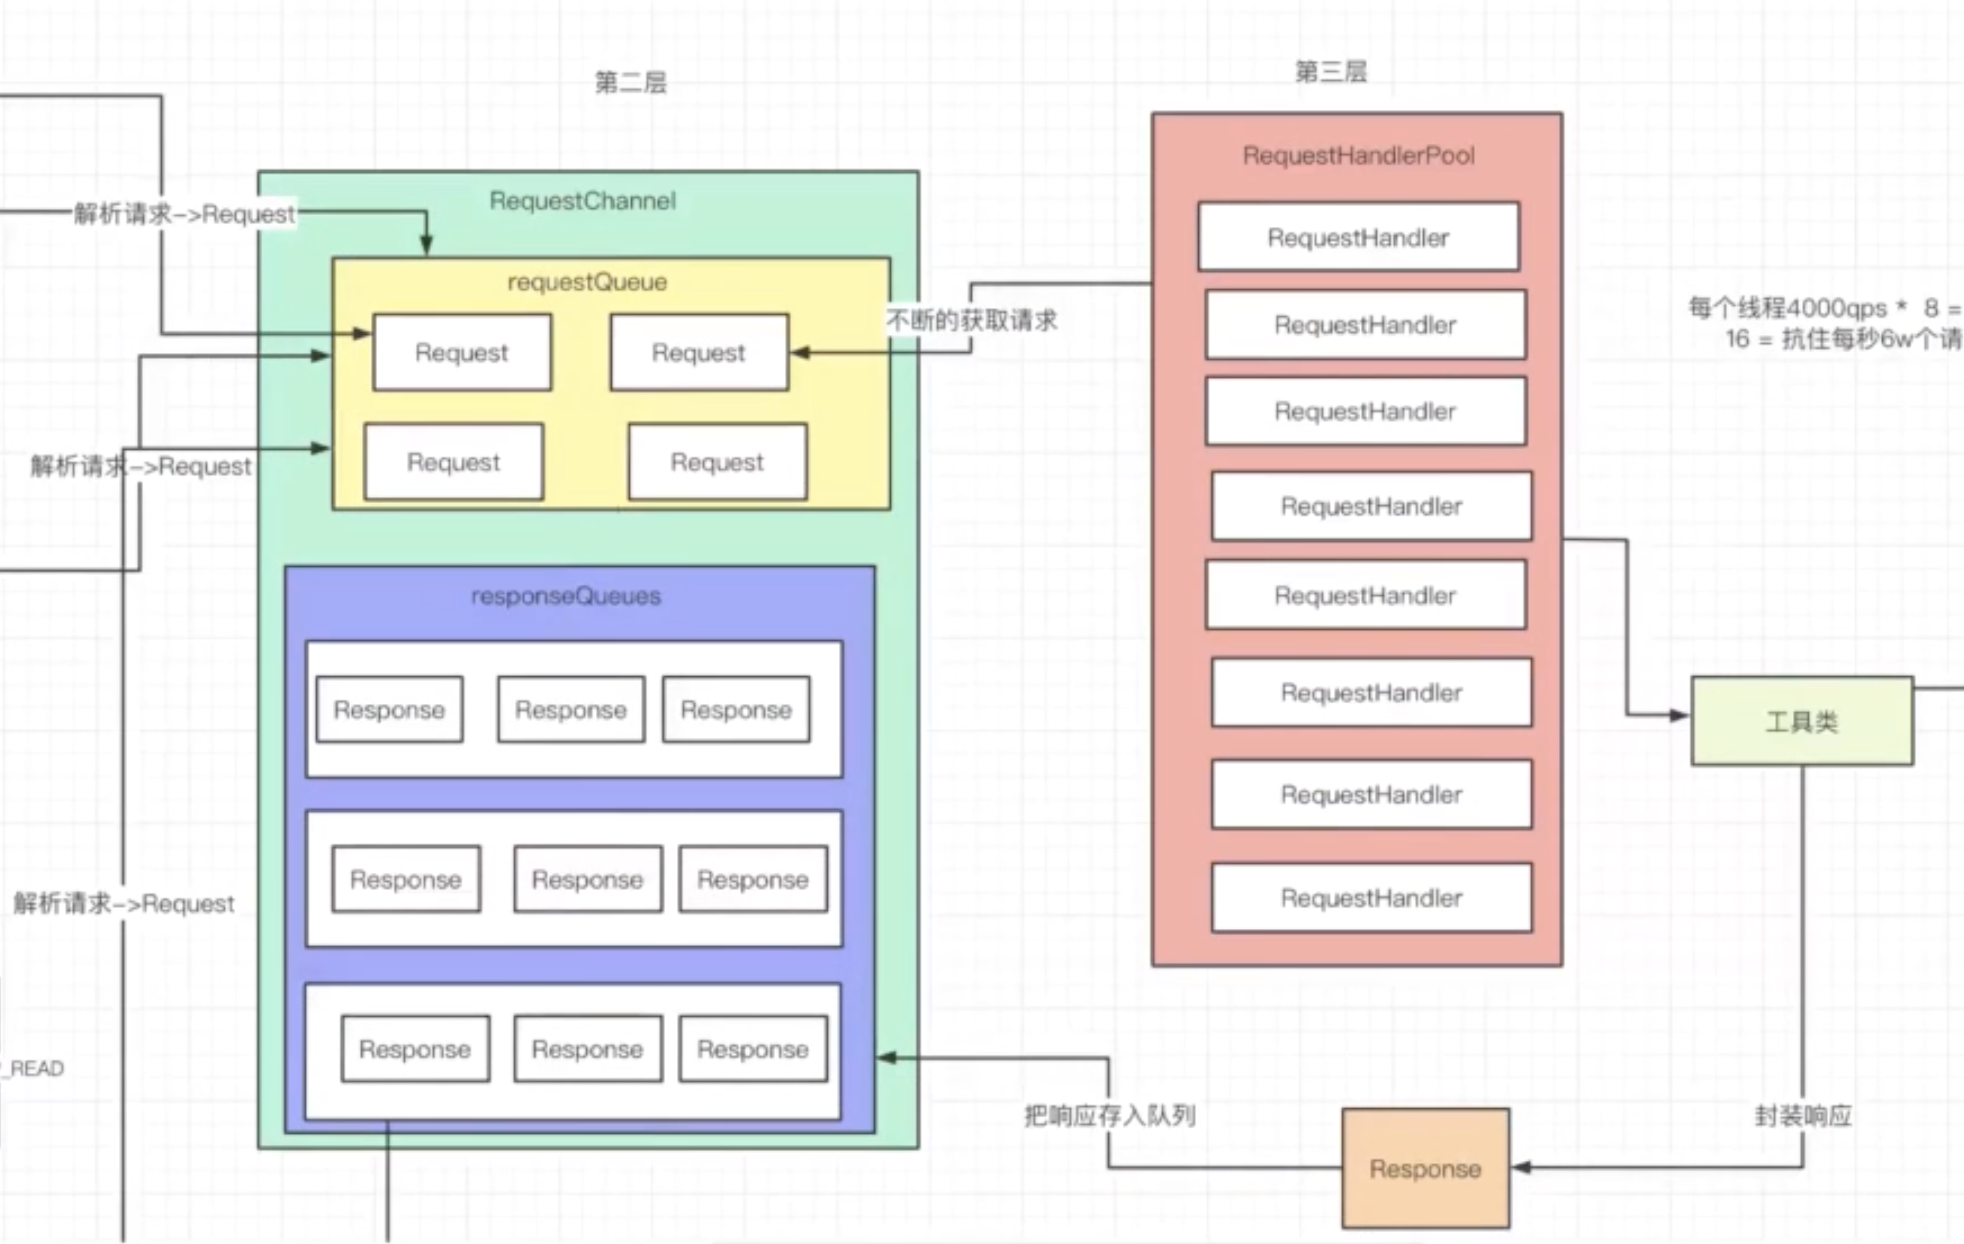 第二层
第三层
RequestChannel
解析请求->Request
requestQueue
Request
Request
Request
Request
解析请求->Request
不断的获取请求
responseQueues
Response
Response
Response
Response
Response
Response
Response
Response
Response
解析请求->Request
_READ
RequestHandlerPool
RequestHandler
RequestHandler
RequestHandler
RequestHandler
RequestHandler
RequestHandler
RequestHandler
RequestHandler
每个线程4000qps * 8 =
16 = 抗住每秒6w个请
工具类
把响应存入队列
Response
封装响应